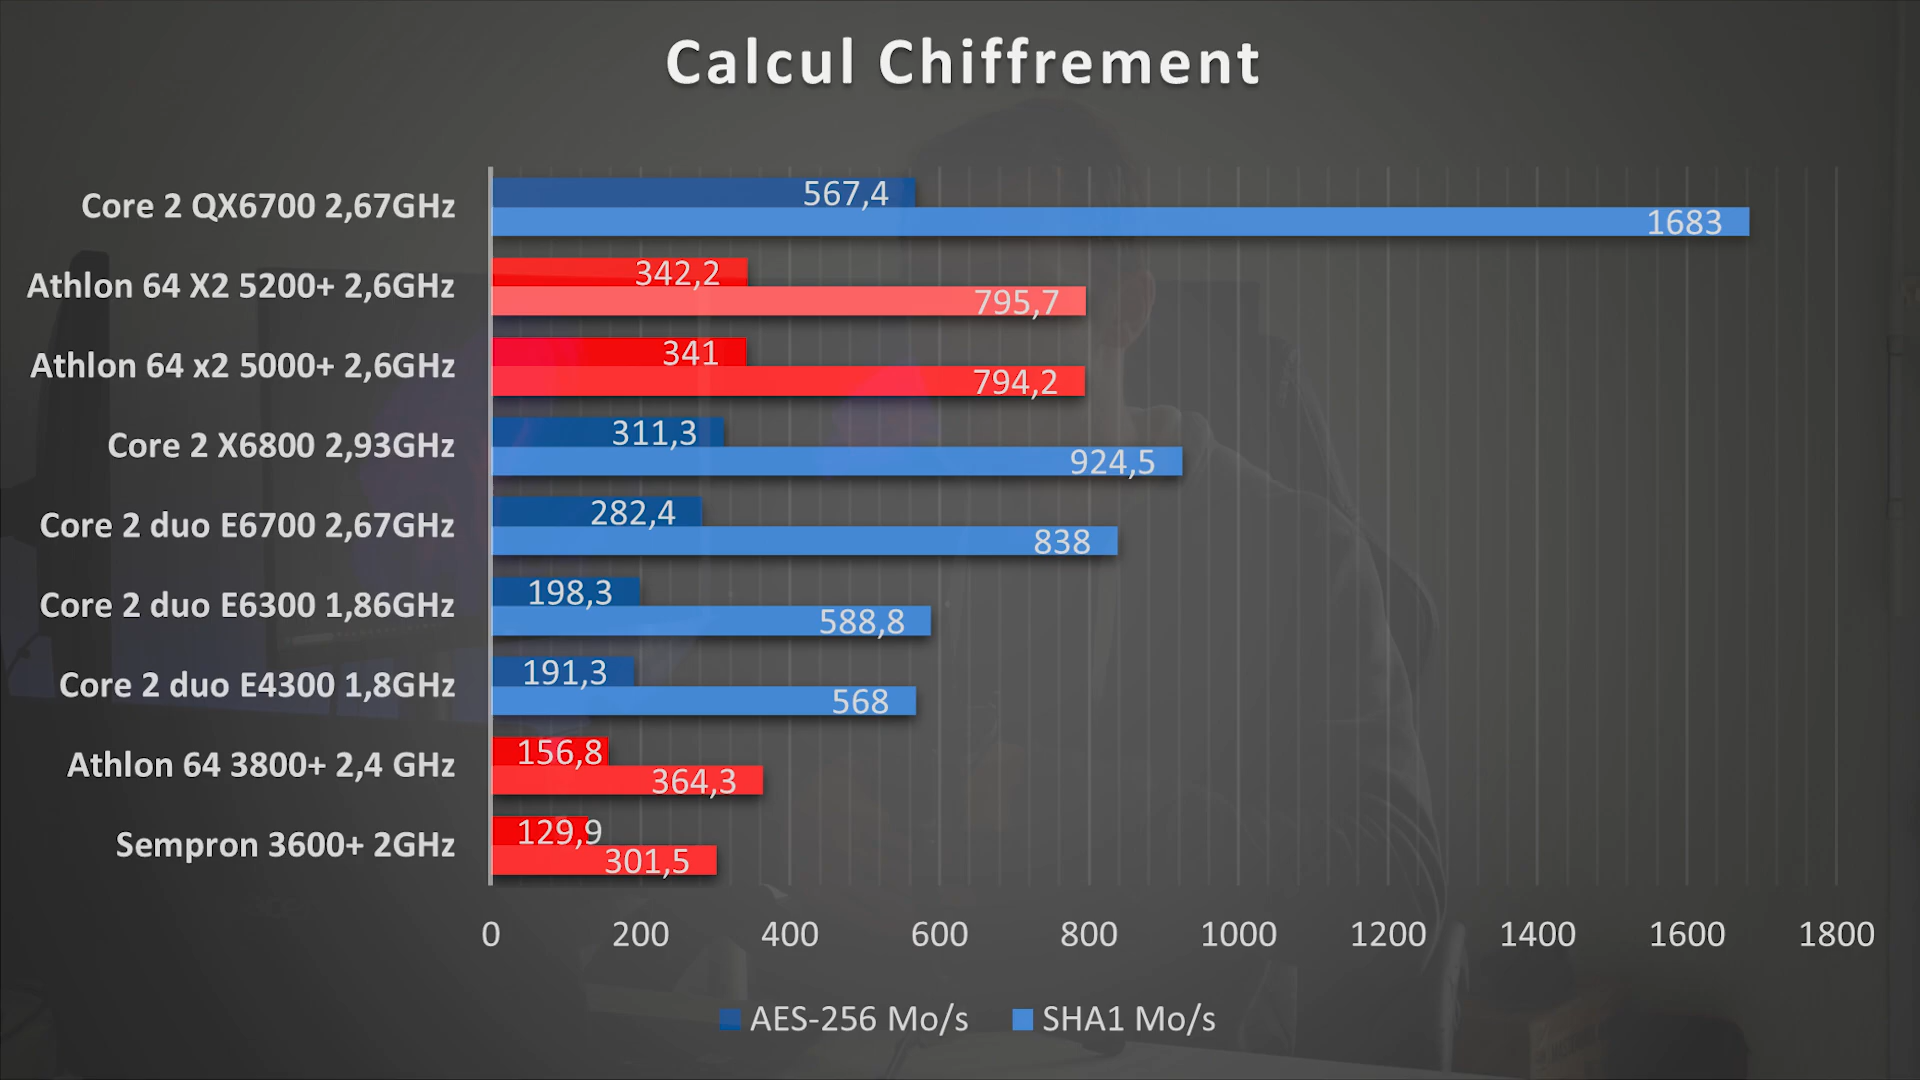 Calcul Chiffrement
Core 2 QX6700 2,67GHz
567,4
1683
Athlon 64 X2 5200+ 2,6GHz
342,2
795,7
Athlon 64 x2 5000+ 2,6GHz
341
794,2
Core 2 X6800 2,93GHz
311,3
924,5
Core 2 duo E6700 2,67GHz
282,4
838
Core 2 duo E6300 1,86GHz
198,3
588,8
Core 2 duo E4300 1,8GHz
191,3
568
Athlon 64 3800+ 2,4 GHz
156,8
364,3
Sempron 3600+ 2GHz
129,9
301,5
0 200 400 600 800 1000 1200 1400 1600 1800
AES-256 Mo/s SHA1 Mo/s